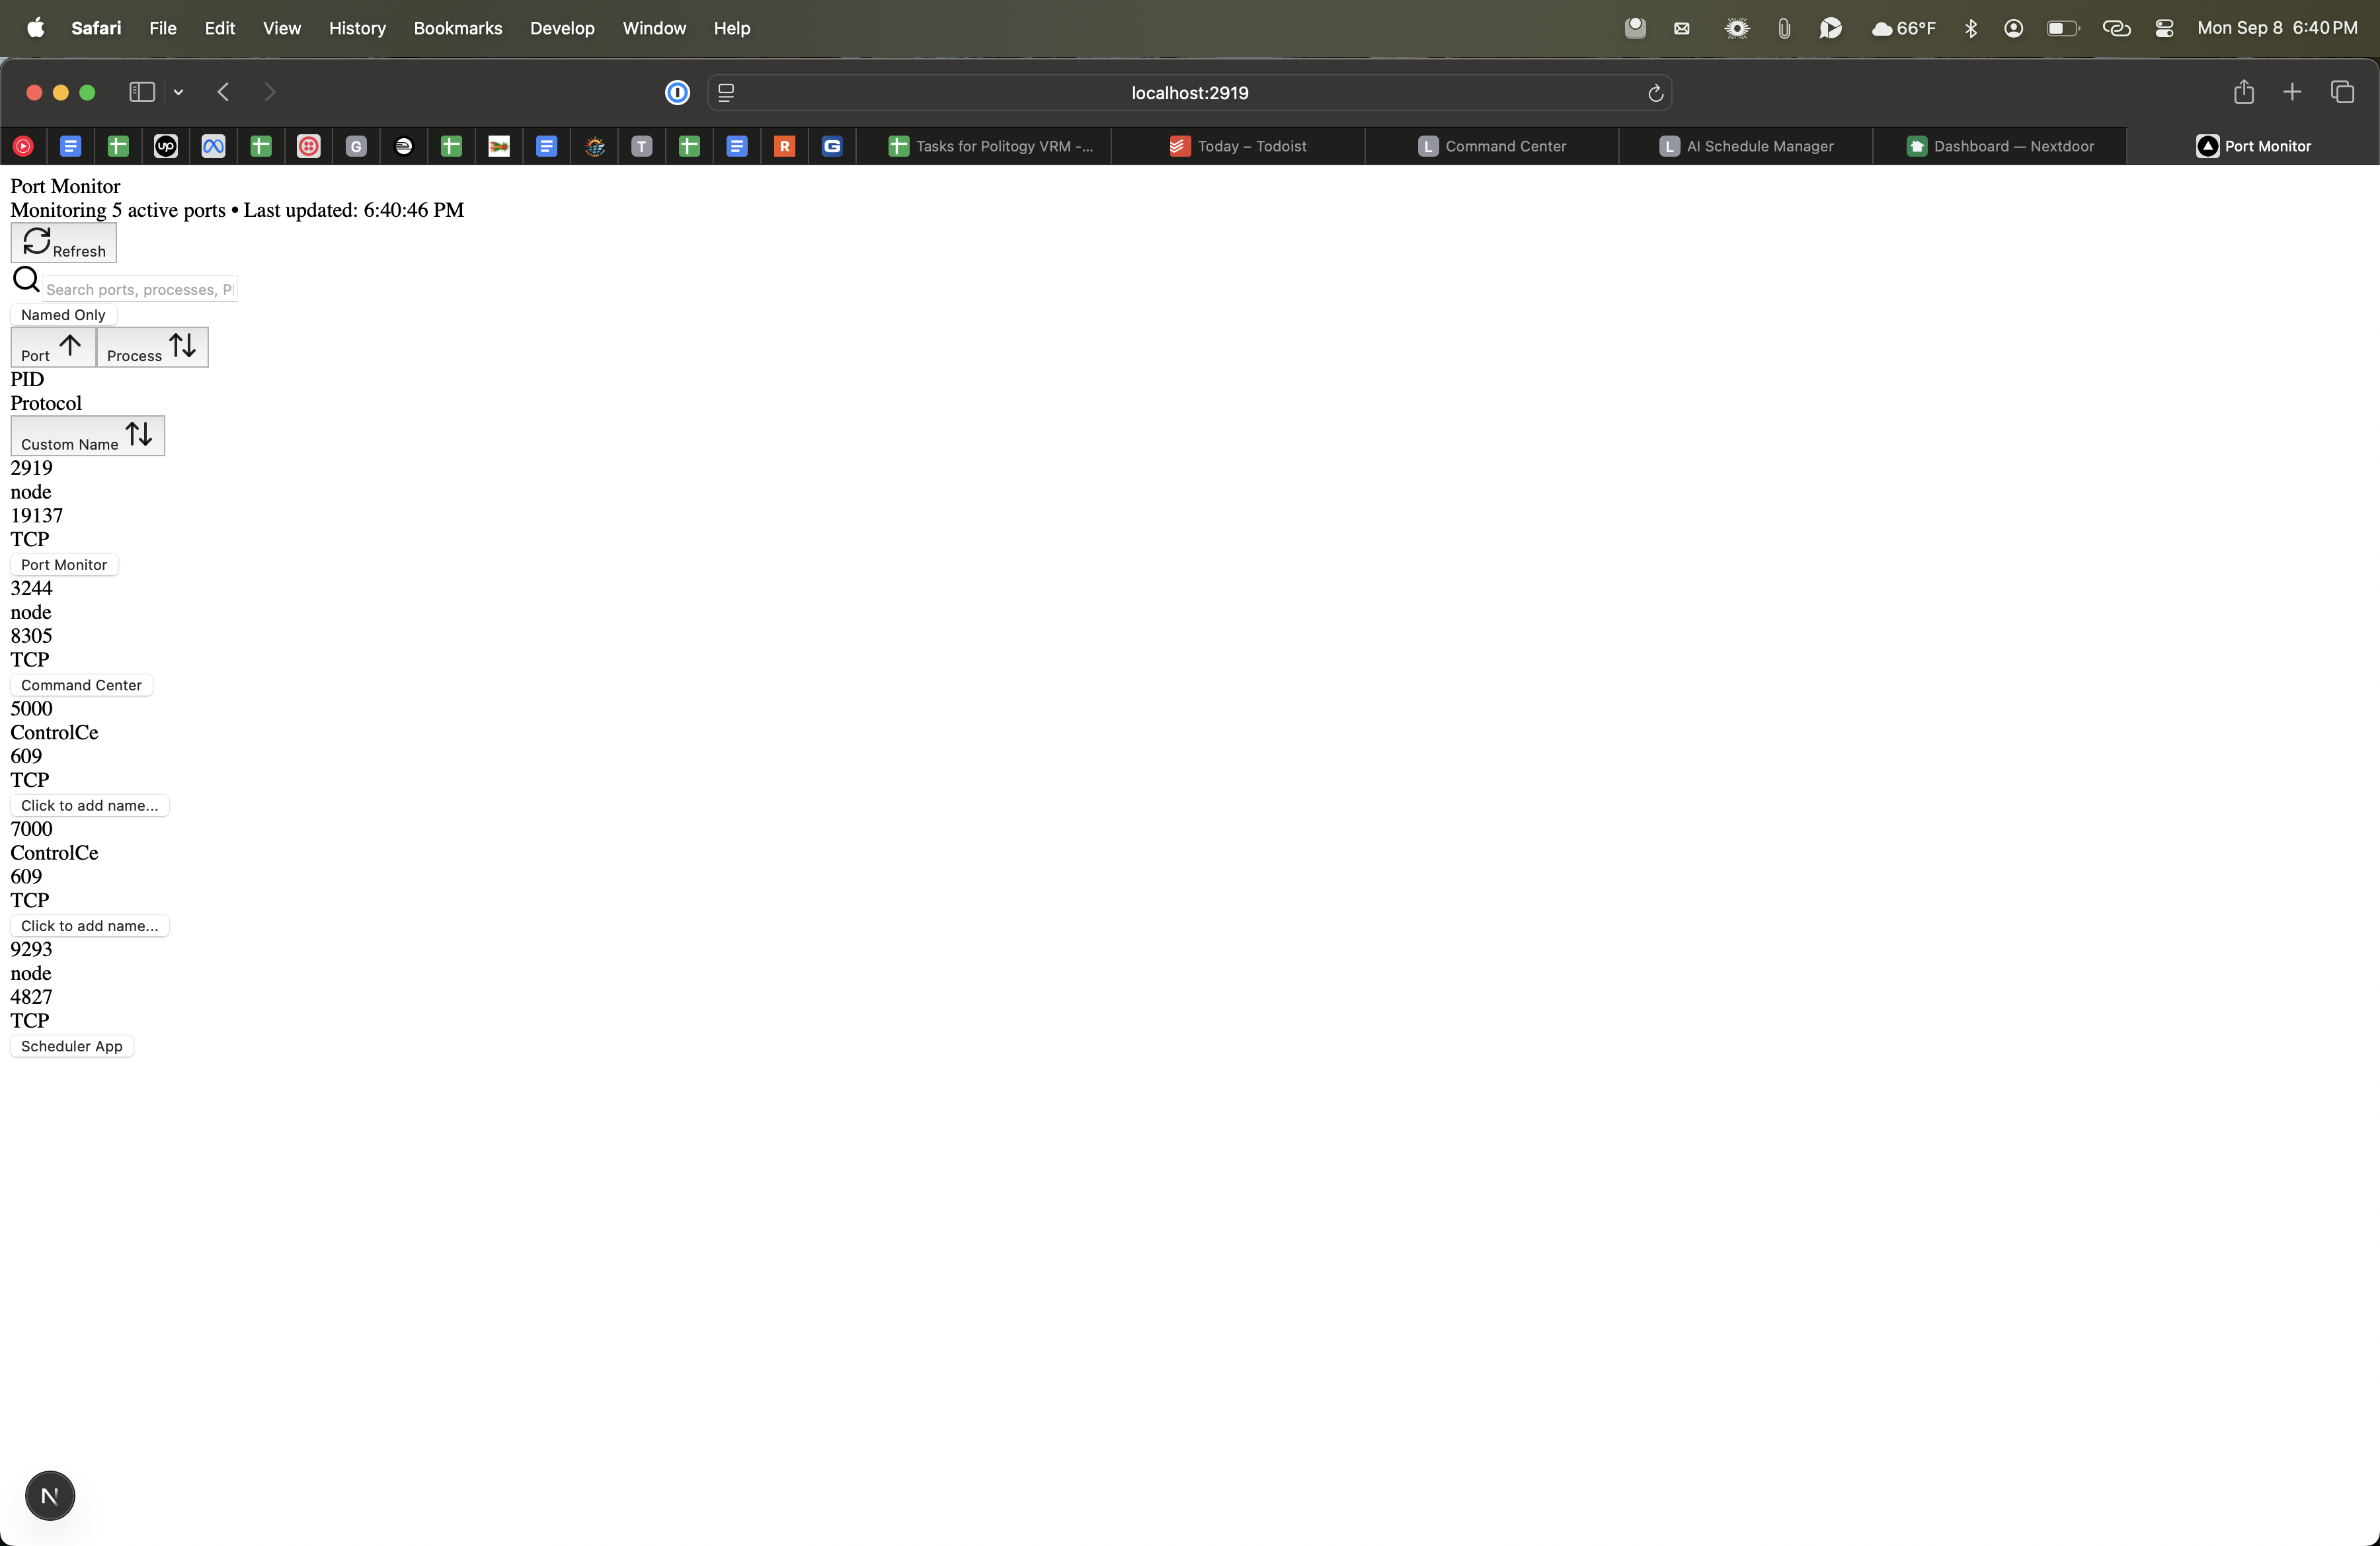 Safari File Edit View History Bookmarks Develop Window Help 66°F Mon Sep 8 6:40 PM
localhost:2919
up G T R G Tasks for Politogy VRM -... Today – Todoist L Command Center L AI Schedule Manager Dashboard — Nextdoor Port Monitor
Port Monitor
Monitoring 5 active ports • Last updated: 6:40:46 PM
Refresh
Search ports, processes, P
Named Only
Port Process
PID
Protocol
Custom Name
2919
node
19137
TCP
Port Monitor
3244
node
8305
TCP
Command Center
5000
ControlCe
609
TCP
Click to add name...
7000
ControlCe
609
TCP
Click to add name...
9293
node
4827
TCP
Scheduler App
N